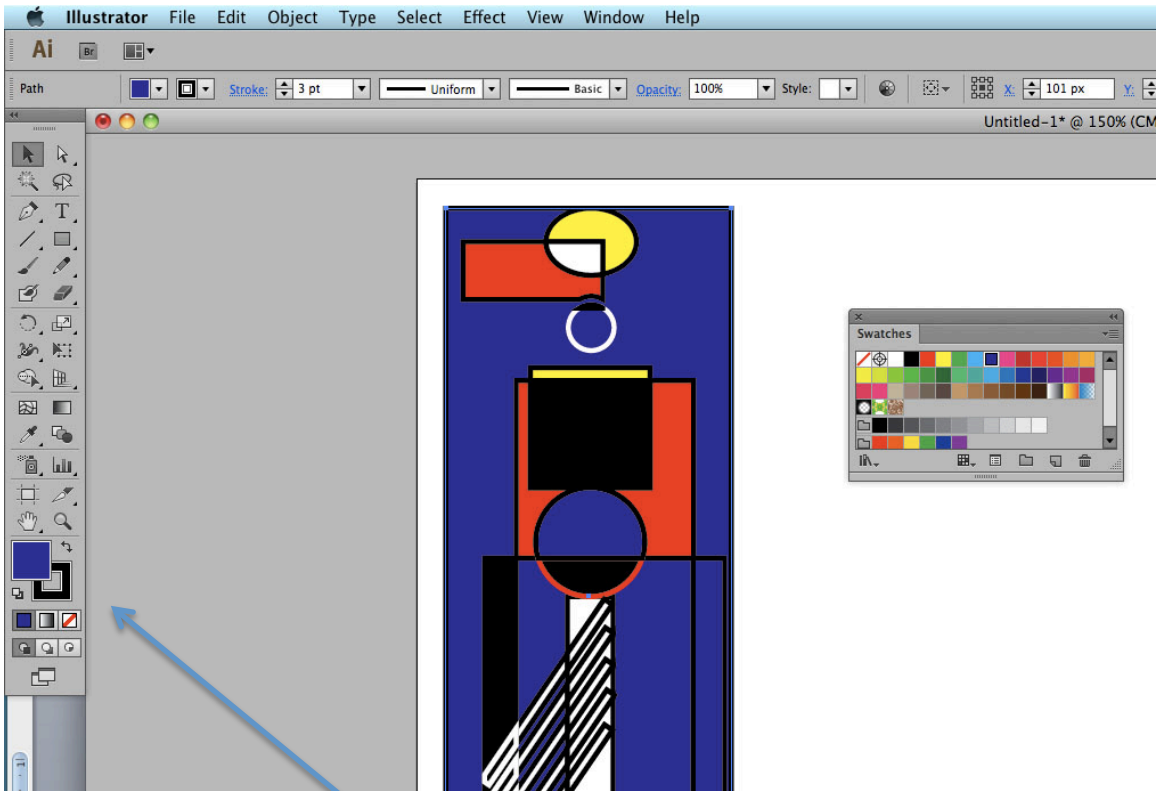 Illustrator File Edit Object Type Select Effect View Window Help
Ai Br
Path Stroke: 3 pt Uniform Basic Opacity: 100% Style: X: 101 px Y:
Untitled-1* @ 150% (CM
T
Swatches